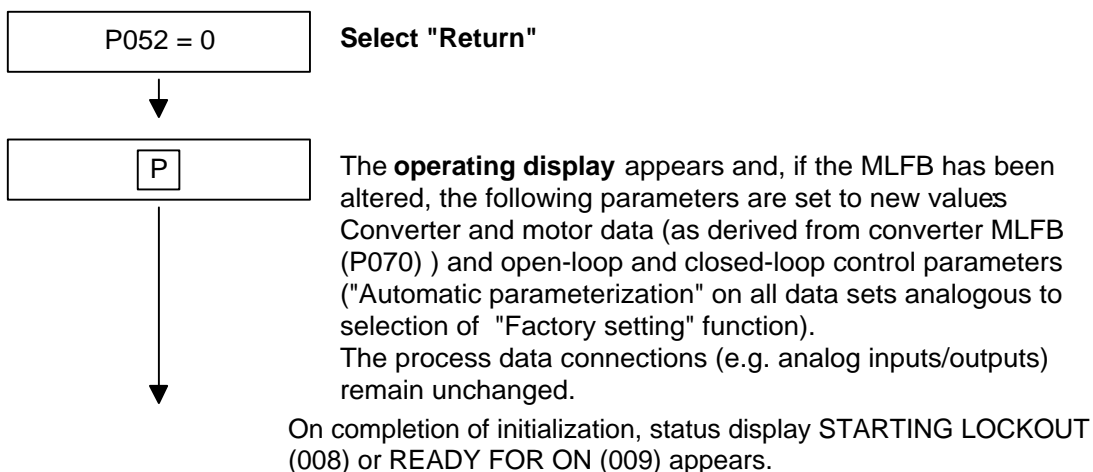 P052 = 0
Select "Return"
P
The operating display appears and, if the MLFB has been
altered, the following parameters are set to new values:
Converter and motor data (as derived from converter MLFB
(P070) ) and open-loop and closed-loop control parameters
("Automatic parameterization" on all data sets analogous to
selection of "Factory setting" function).
The process data connections (e.g. analog inputs/outputs)
remain unchanged.
On completion of initialization, status display STARTING LOCKOUT
(008) or READY FOR ON (009) appears.